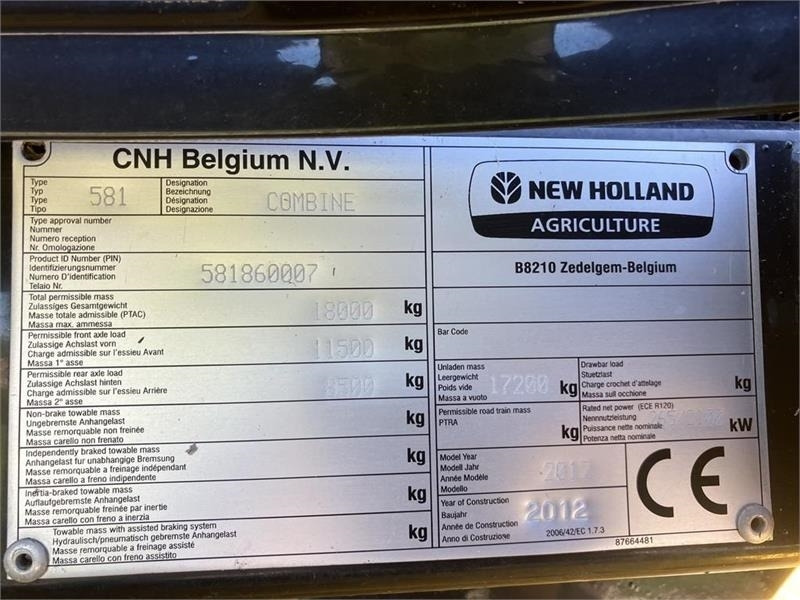 CNH Belgium N.V.
Type
Typ
Type
Tipo
581
Designation
Bezeichnung
Désignation
Designazione
COMBINE
Type approval number
Nummer
Numero reception
Nr. Omologazione
Product ID Number (PIN)
Identifizierungsnummer
Numero D'identification
Telaio Nr.
581860007
Total permissible mass
Zulassiges Gesamtgewicht
Masse totale admissible (PTAC)
Massa max. ammessa
18000 kg
Permissible front axle load
Zulassige Achslast vorn
Charge admissible sur l'essieu Avant
Massa 1° asse
11500 kg
Permissible rear axle load
Zulassige Achslast hinten
Charge admissible sur l'essieu Arrière
Massa 2° asse
8500 kg
Non-brake towable mass
Ungebremste Anhangelast
Masse remorquable non freinée
Massa carello non frenato
kg
Independently braked towable mass
Anhangelast fur unabhangige Bremsung
Masse remorquable a freinage indépendant
Massa carello a freno indipendente
kg
Inertia-braked towable mass
Auflaufgebremste Anhangelast
Masse remorquable freinée par inertie
Massa carello con freno a inerzia
kg
Towable mass with assisted braking system
Hydraulisch/pneumatisch gebremste Anhangelast
Masse remorquable a freinage assisté
Massa carello con freno assistito
kg
NEW HOLLAND
AGRICULTURE
B8210 Zedelgem-Belgium
Bar Code
Unladen mass
Leergewicht
Poids vide
Massa a vuoto
17200 kg
Drawbar load
Stuetzlast
Charge crochet d'attelage
Massa sull occhione
kg
Permissible road train mass
PTRA
kg
Rated net power (ECE R120)
Nennnutzleistung
Puissance nette nominale
Potenza netta nominale
kW
Model Year
Modell Jahr
Année Modèle
Modello
Year of Construction
Baujahr
Année de Construction
Anno di Costruzione
2012
2006/42/EC 1.7.3
CE
87664481